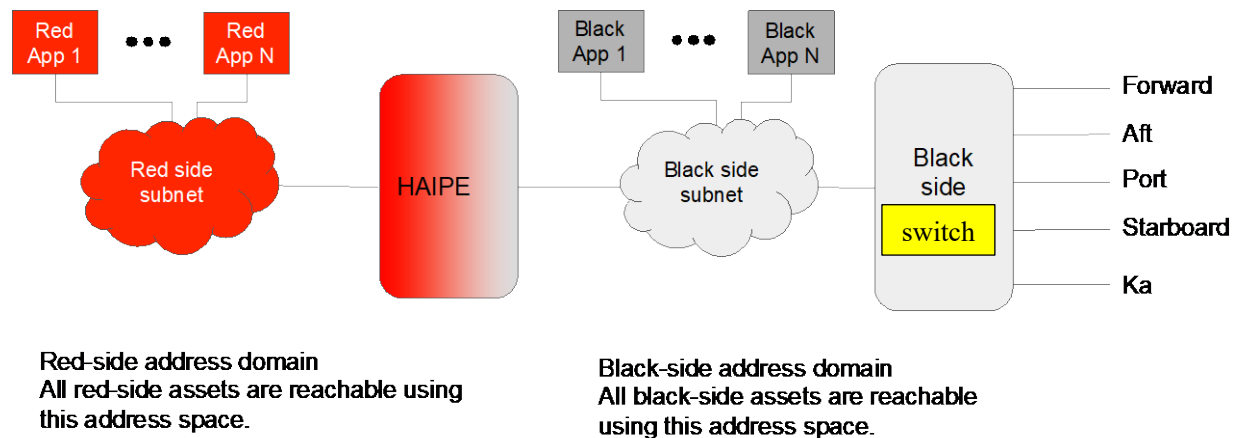 Red
App 1
Red
App N
Black
App 1
Black
App N
Red side
subnet
HAIPE
Black side
subnet
Black
side
switch
Forward
Aft
Port
Starboard
Ka
Red-side address domain
All red-side assets are reachable using
this address space.
Black-side address domain
All black-side assets are reachable
using this address space.